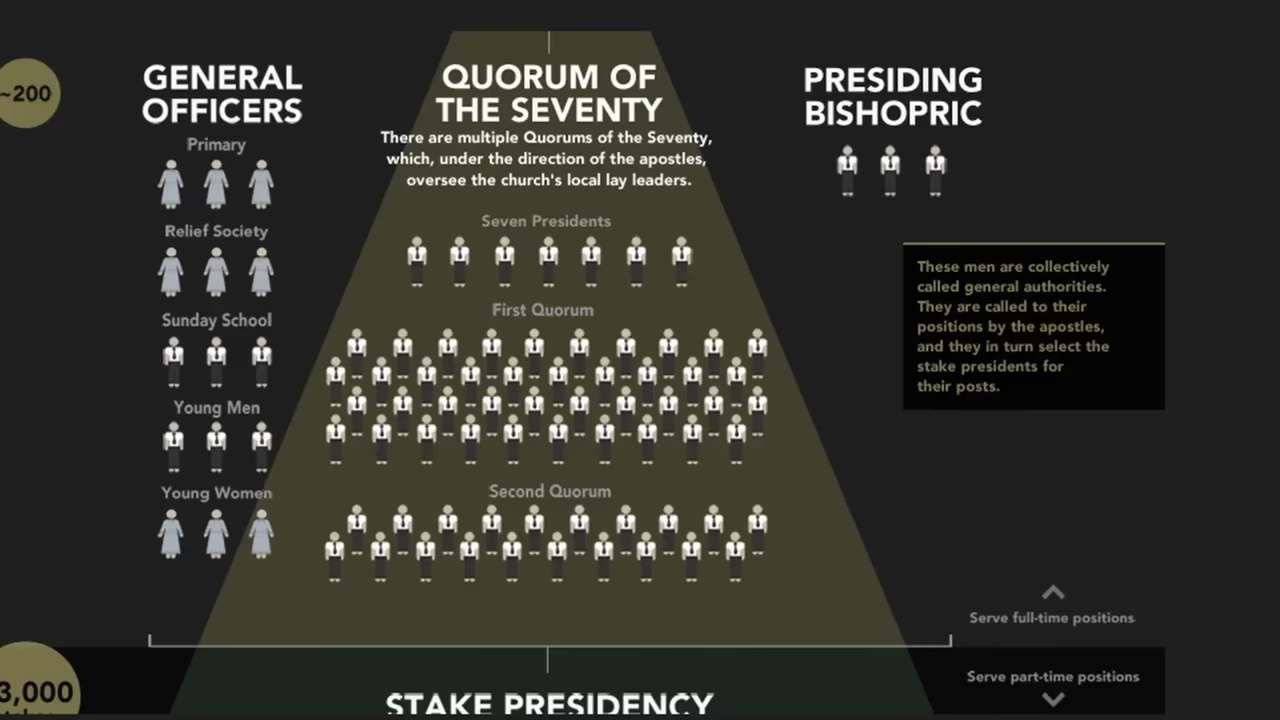 ~200
GENERAL
OFFICERS
Primary
Relief Society
Sunday School
Young Men
Young Women
QUORUM OF
THE SEVENTY
There are multiple Quorums of the Seventy,
which, under the direction of the apostles,
oversee the church's local lay leaders.
Seven Presidents
First Quorum
Second Quorum
PRESIDING
BISHOPRIC
These men are collectively
called general authorities.
They are called to their
positions by the apostles,
and they in turn select the
stake presidents for
their posts.
Serve full-time positions
Serve part-time positions
3,000
STAKE PRESIDENCY